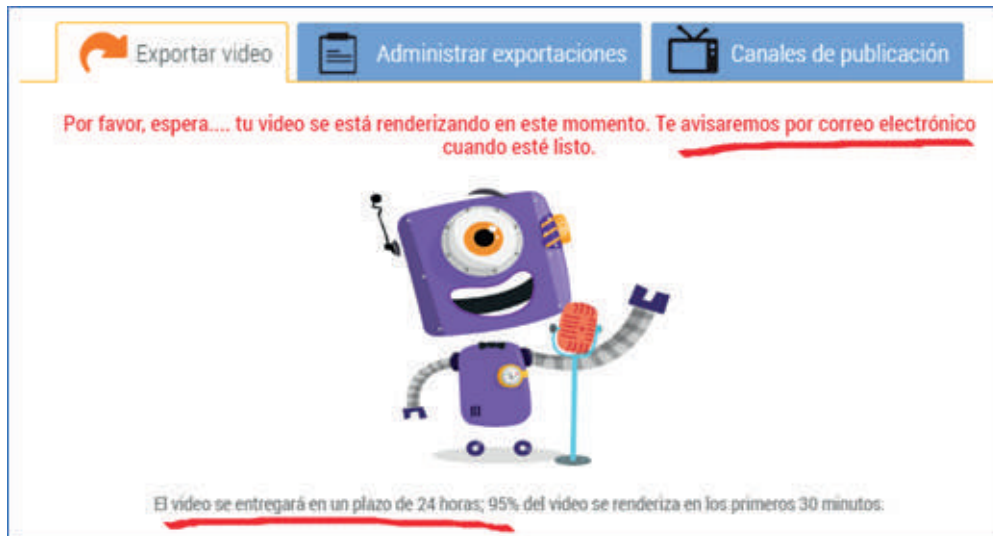 Exportar video
Administrar exportaciones
Canales de publicación
Por favor, espera.... tu video se está renderizando en este momento. Te avisaremos por correo electrónico
cuando esté listo.
El video se entregará en un plazo de 24 horas; 95% del video se renderiza en los primeros 30 minutos.